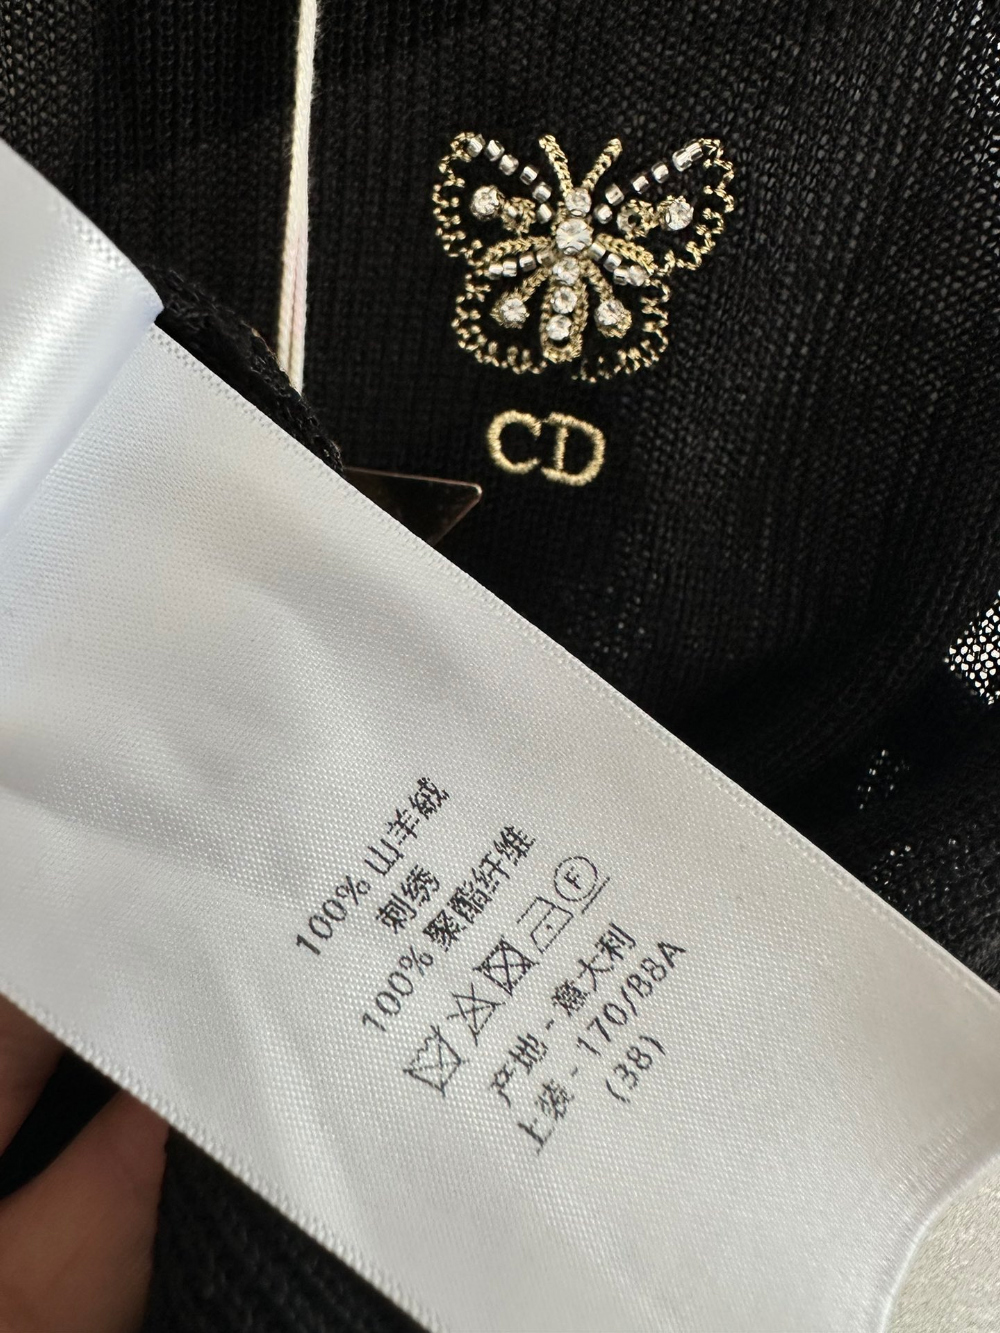 CD
100% 山羊绒
刺绣
100% 聚酯纤维
F
产地 - 意大利
上装 - 170/88A
(38)